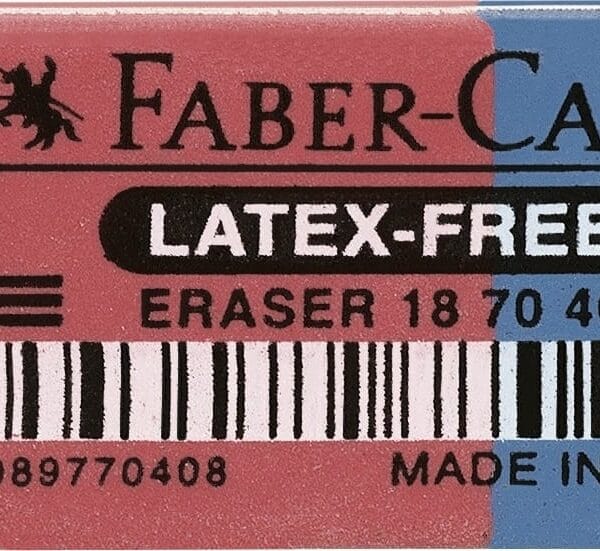 FABER-CA
LATEX-FREE
ERASER 18 70 4
089770408
MADE IN